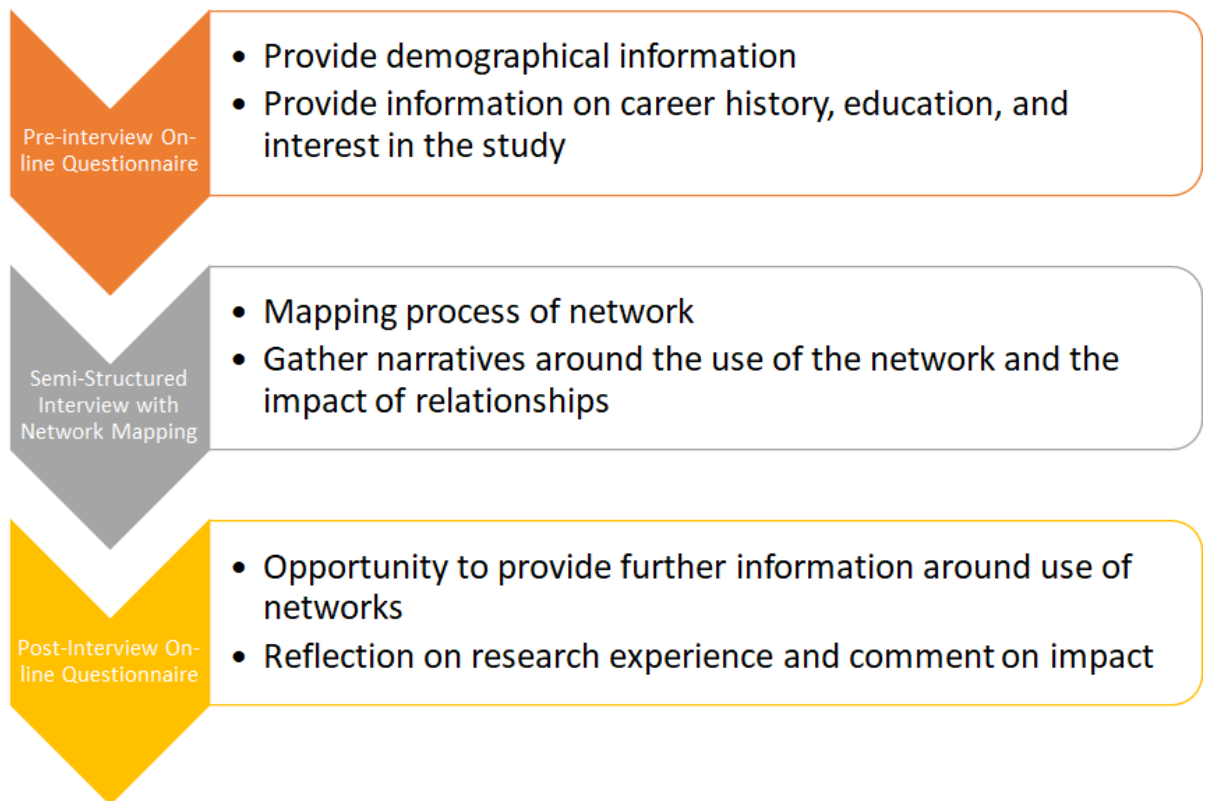 Pre-interview On-
line Questionnaire
• Provide demographical information
• Provide information on career history, education, and
interest in the study
Semi-Structured
Interview with
Network Mapping
• Mapping process of network
• Gather narratives around the use of the network and the
impact of relationships
Post-Interview On-
line Questionnaire
• Opportunity to provide further information around use of
networks
• Reflection on research experience and comment on impact